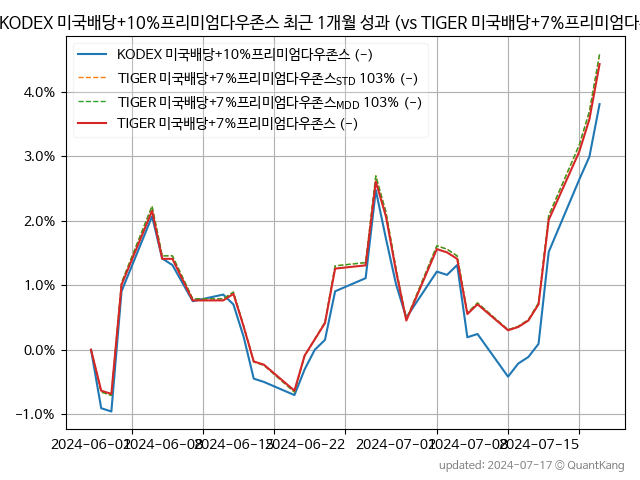 KODEX 미국배당+10%프리미엄다우존스 최근 1개월 성과 (vs TIGER 미국배당+7%프리미엄다
KODEX 미국배당+10%프리미엄다우존스 (-)
TIGER 미국배당+7%프리미엄다우존스STD 103% (-)
TIGER 미국배당+7%프리미엄다우존스MDD 103% (-)
TIGER 미국배당+7%프리미엄다우존스 (-)
4.0%
3.0%
2.0%
1.0%
0.0%
-1.0%
2024-06-01 2024-06-08 2024-06-15 2024-06-22 2024-07-01 2024-07-08 2024-07-15
updated: 2024-07-17 © QuantKang